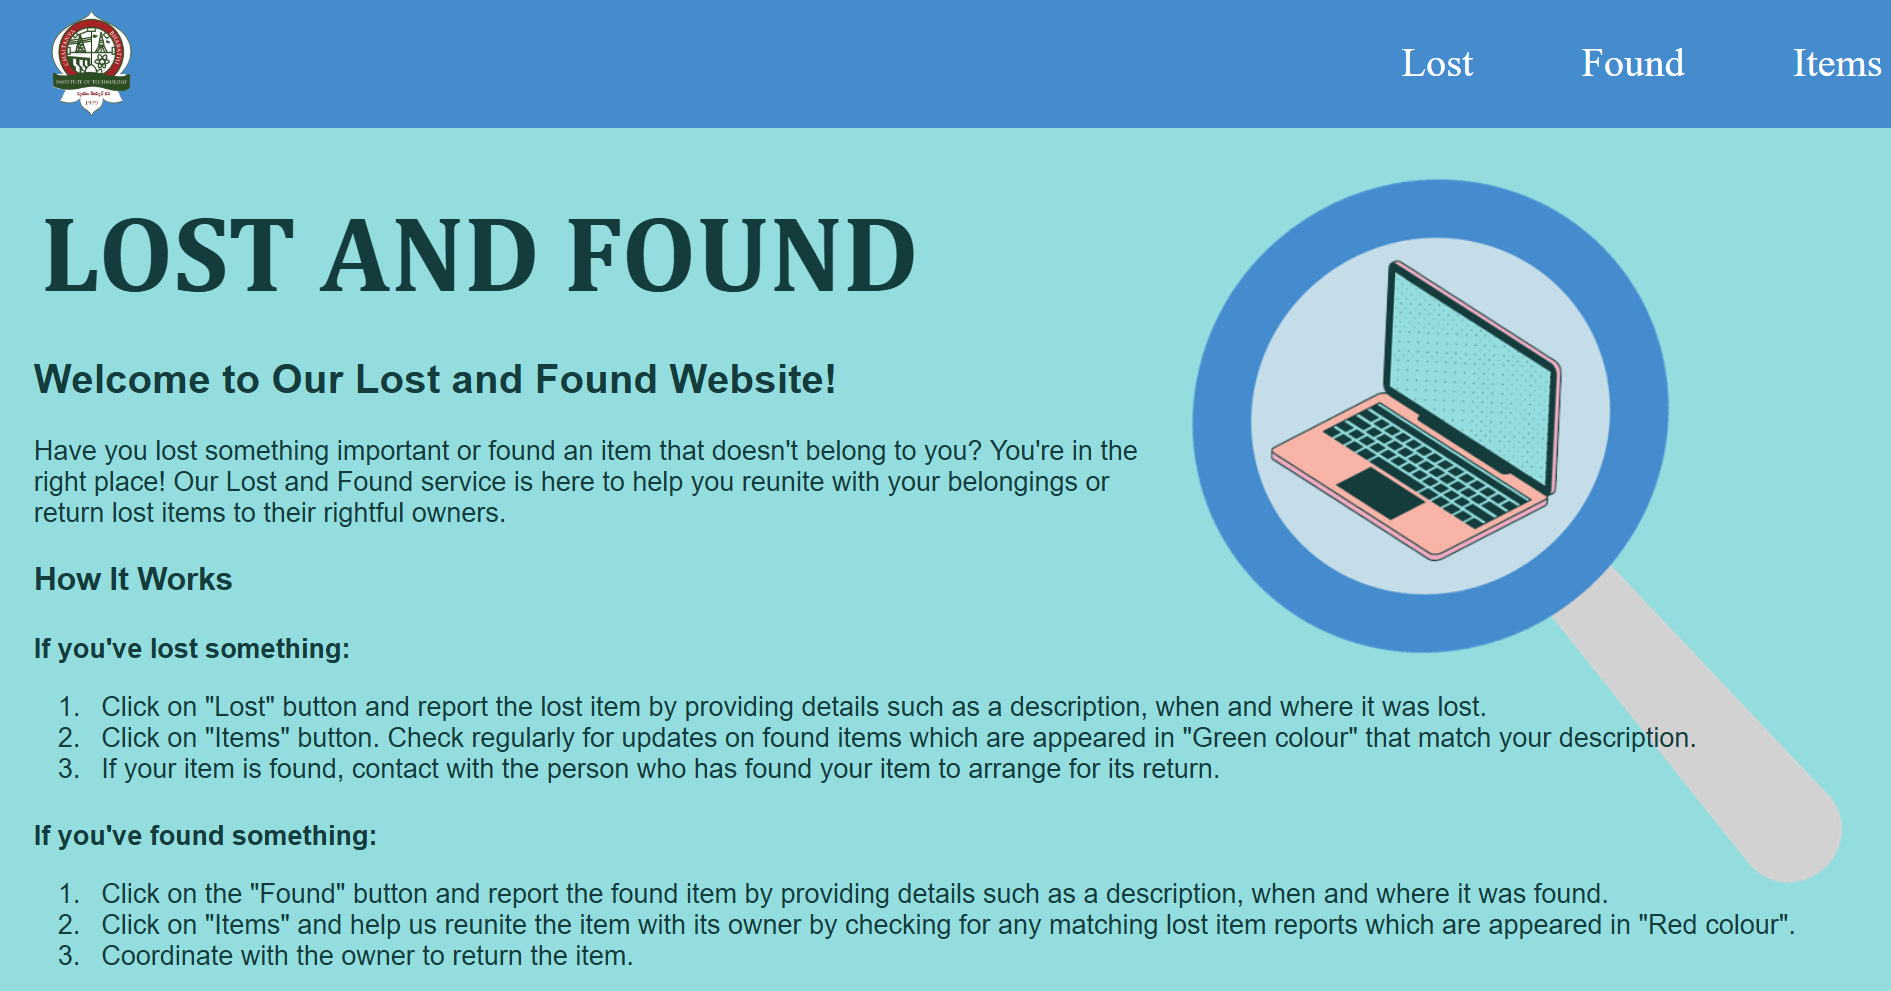 CHAITANYA BHARATHI
INSTITUTE OF TECHNOLOGY
1979
Lost Found Items
LOST AND FOUND
Welcome to Our Lost and Found Website!
Have you lost something important or found an item that doesn't belong to you? You're in the
right place! Our Lost and Found service is here to help you reunite with your belongings or
return lost items to their rightful owners.
How It Works
If you've lost something:
1. Click on "Lost" button and report the lost item by providing details such as a description, when and where it was lost.
2. Click on "Items" button. Check regularly for updates on found items which are appeared in "Green colour" that match your description.
3. If your item is found, contact with the person who has found your item to arrange for its return.
If you've found something:
1. Click on the "Found" button and report the found item by providing details such as a description, when and where it was found.
2. Click on "Items" and help us reunite the item with its owner by checking for any matching lost item reports which are appeared in "Red colour".
3. Coordinate with the owner to return the item.